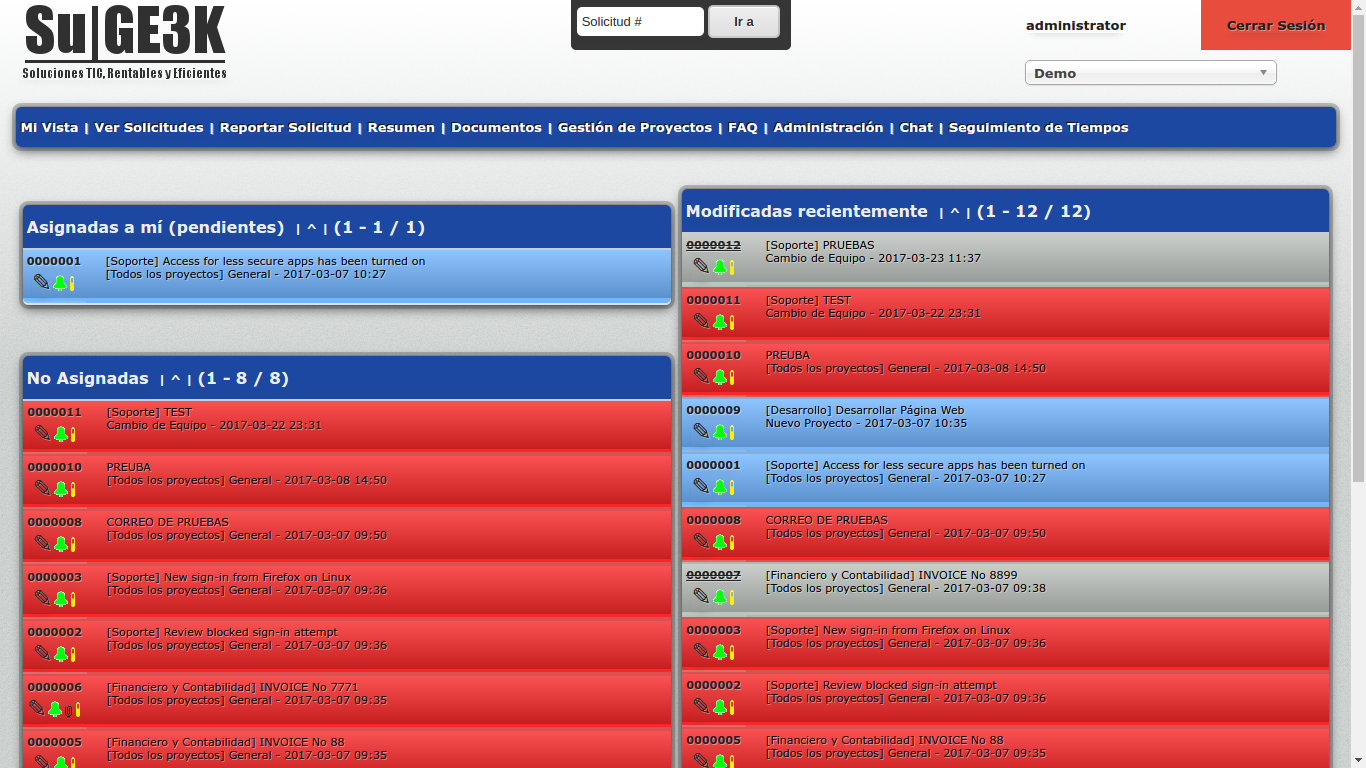 Su|GE3K
Soluciones TIC, Rentables y Eficientes
Solicitud #
Ir a
administrator
Cerrar Sesión
Demo
Mi Vista | Ver Solicitudes | Reportar Solicitud | Resumen | Documentos | Gestión de Proyectos | FAQ | Administración | Chat | Seguimiento de Tiempos
Asignadas a mí (pendientes) | ^ | (1 - 1 / 1)
0000001
[Soporte] Access for less secure apps has been turned on
[Todos los proyectos] General - 2017-03-07 10:27
No Asignadas | ^ | (1 - 8 / 8)
0000011
[Soporte] TEST
Cambio de Equipo - 2017-03-22 23:31
0000010
PREUBA
[Todos los proyectos] General - 2017-03-08 14:50
0000008
CORREO DE PRUEBAS
[Todos los proyectos] General - 2017-03-07 09:50
0000003
[Soporte] New sign-in from Firefox on Linux
[Todos los proyectos] General - 2017-03-07 09:36
0000002
[Soporte] Review blocked sign-in attempt
[Todos los proyectos] General - 2017-03-07 09:36
0000006
[Financiero y Contabilidad] INVOICE No 7771
[Todos los proyectos] General - 2017-03-07 09:35
0000005
[Financiero y Contabilidad] INVOICE No 88
[Todos los proyectos] General - 2017-03-07 09:35
Modificadas recientemente | ^ | (1 - 12 / 12)
0000012
[Soporte] PRUEBAS
Cambio de Equipo - 2017-03-23 11:37
0000011
[Soporte] TEST
Cambio de Equipo - 2017-03-22 23:31
0000010
PREUBA
[Todos los proyectos] General - 2017-03-08 14:50
0000009
[Desarrollo] Desarrollar Página Web
Nuevo Proyecto - 2017-03-07 10:35
0000001
[Soporte] Access for less secure apps has been turned on
[Todos los proyectos] General - 2017-03-07 10:27
0000008
CORREO DE PRUEBAS
[Todos los proyectos] General - 2017-03-07 09:50
0000007
[Financiero y Contabilidad] INVOICE No 8899
[Todos los proyectos] General - 2017-03-07 09:38
0000003
[Soporte] New sign-in from Firefox on Linux
[Todos los proyectos] General - 2017-03-07 09:36
0000002
[Soporte] Review blocked sign-in attempt
[Todos los proyectos] General - 2017-03-07 09:36
0000005
[Financiero y Contabilidad] INVOICE No 88
[Todos los proyectos] General - 2017-03-07 09:35